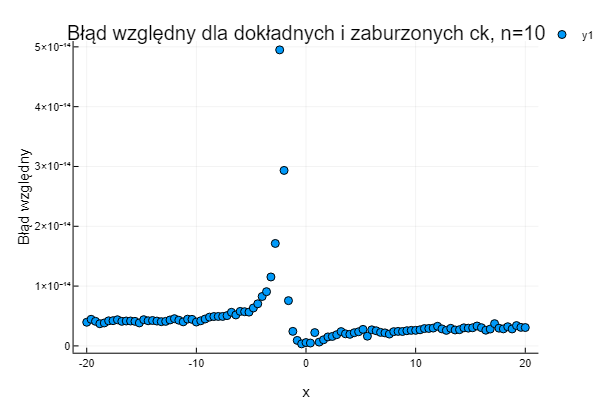 Błąd względny dla dokładnych i zaburzonych ck, n=10
y1
5×10⁻¹⁴
4×10⁻¹⁴
3×10⁻¹⁴
2×10⁻¹⁴
1×10⁻¹⁴
0
Błąd względny
-20 -10 0 10 20
x